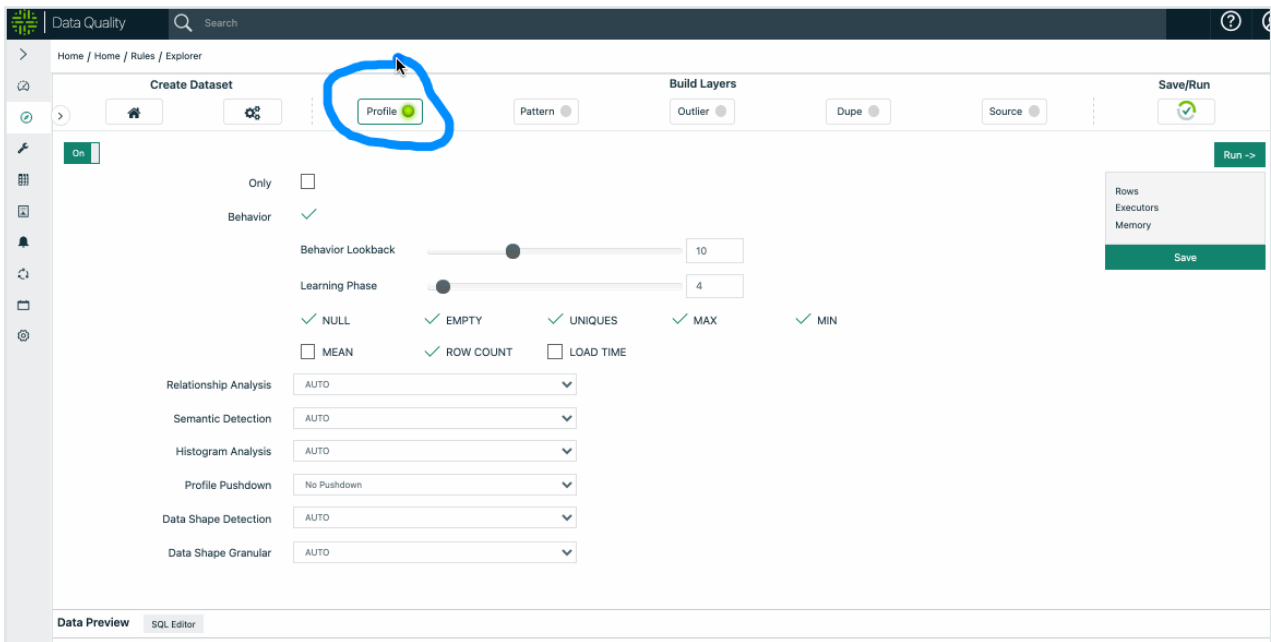 Data Quality Search
Home / Home / Rules / Explorer
Create Dataset Build Layers Save/Run
Profile Pattern Outlier Dupe Source
On Run ->
Only
Rows
Executors
Memory
Behavior
Behavior Lookback 10
Save
Learning Phase 4
NULL EMPTY UNIQUES MAX MIN
MEAN ROW COUNT LOAD TIME
Relationship Analysis AUTO
Semantic Detection AUTO
Histogram Analysis AUTO
Profile Pushdown No Pushdown
Data Shape Detection AUTO
Data Shape Granular AUTO
Data Preview SQL Editor